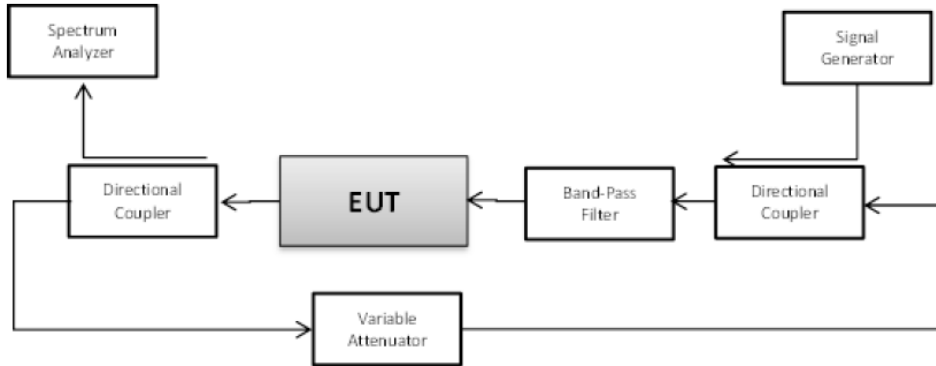 Spectrum
Analyzer
Signal
Generator
Directional
Coupler
EUT
Band-Pass
Filter
Directional
Coupler
Variable
Attenuator